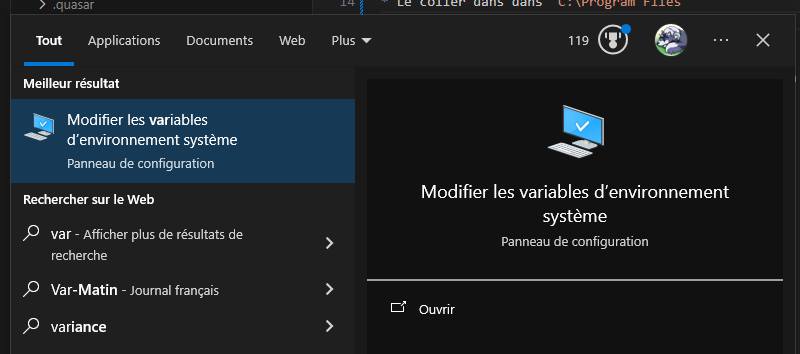 .quasar
14
* Le coller dans dans `C:\Program Files
Tout
Applications
Documents
Web
Plus
119
Meilleur résultat
Modifier les variables
d’environnement système
Panneau de configuration
Rechercher sur le Web
var - Afficher plus de résultats de
recherche
Var-Matin - Journal français
variance
Modifier les variables d’environnement
système
Panneau de configuration
Ouvrir